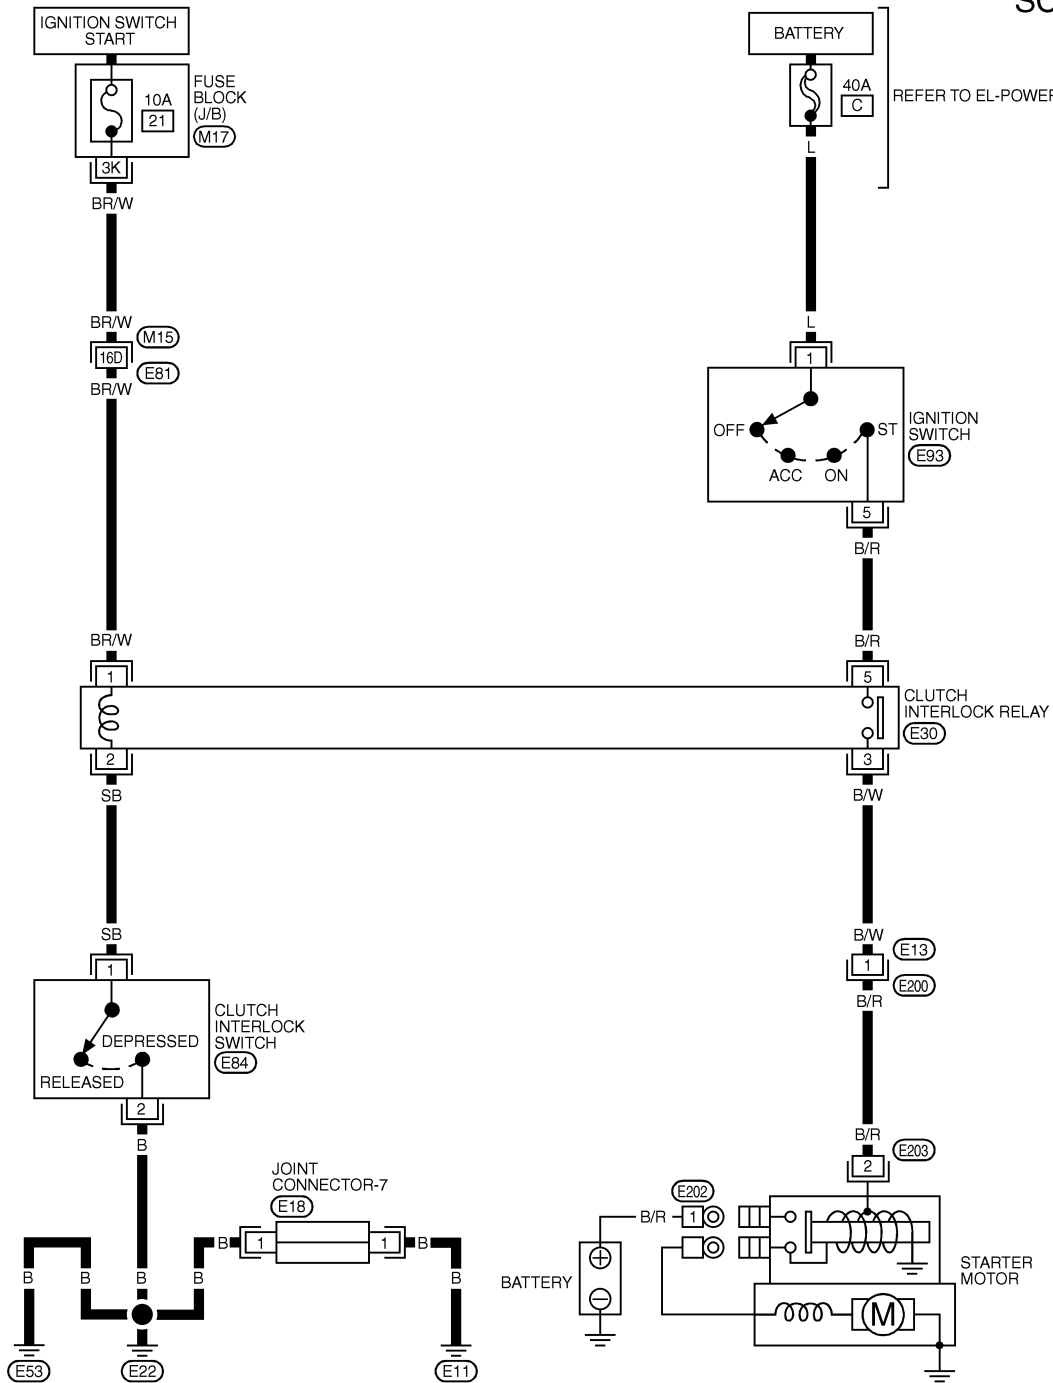 SC
IGNITION SWITCH
START
BATTERY
10A
21
FUSE
BLOCK
(J/B)
M17
40A
C
REFER TO EL-POWER
3K
BR/W
L
BR/W
M15
L
16D
1
E81
BR/W
OFF
ST
ACC
ON
IGNITION
SWITCH
E93
5
B/R
BR/W
B/R
1
5
CLUTCH
INTERLOCK RELAY
E30
2
3
SB
B/W
SB
B/W
E13
1
1
E200
B/R
DEPRESSED
RELEASED
CLUTCH
INTERLOCK
SWITCH
E84
2
B
B/R
E203
2
JOINT
CONNECTOR-7
E18
E202
B/R
1
B
1
1
B
B
B
B
B
B
BATTERY
STARTER
MOTOR
M
E53
E22
E11